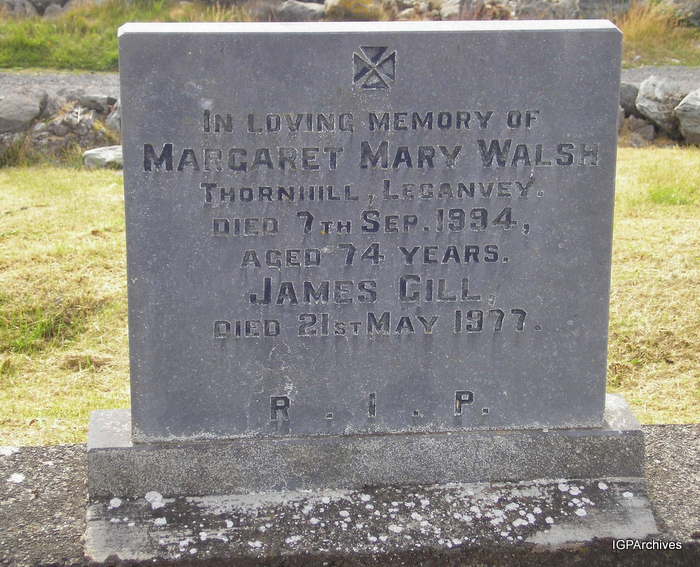 In loving memory of
Margaret Mary Walsh
Thornhill, Leganvey.
died 7th Sep. 1994,
aged 74 years.
James Gill,
died 21st May 1977.
R. I. P.
IGPArchives